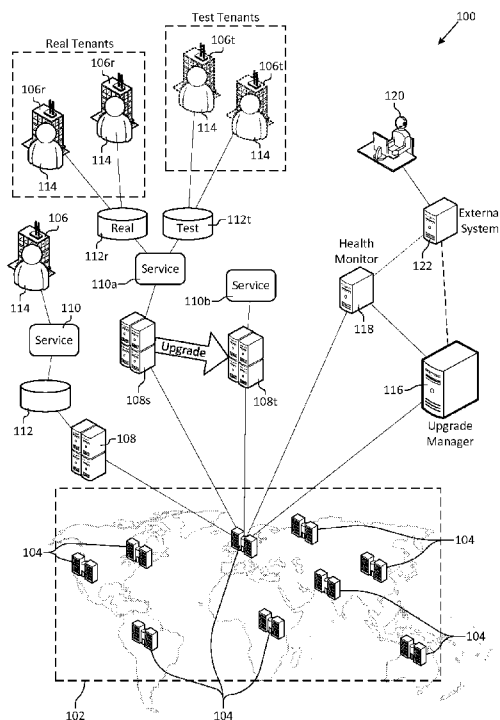 Test Tenants
100
Real Tenants
106t
106r
106r
106t
120
114
114
114
114
106
Real
Test
112t
External
System
112r
Health
Monitor
122
Service
110a
Service
110b
114
110
118
Service
Upgrade
116
108s
108t
Upgrade
Manager
112
108
104
104
104
102
104